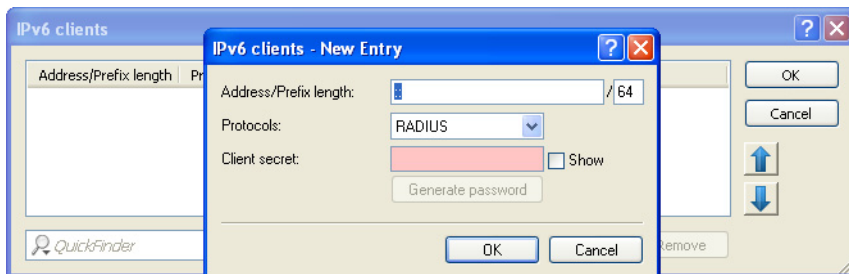 IPv6 clients
IPv6 clients - New Entry
Address/Prefix length Pr
OK
Cancel
Address/Prefix length: :: / 64
Protocols: RADIUS
Client secret: Show
Generate password
OK Cancel
QuickFinder